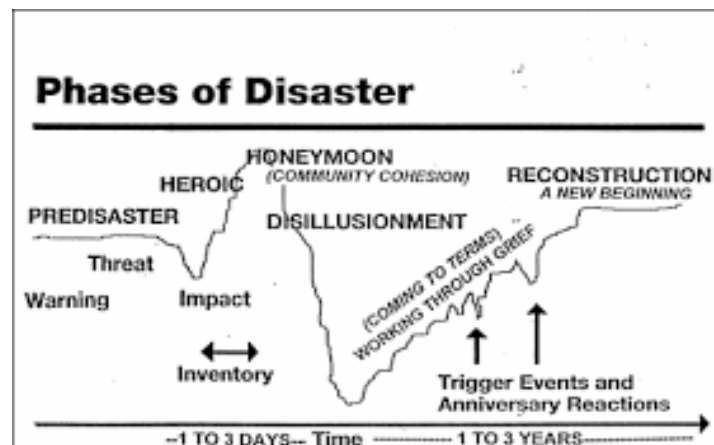 Phases of Disaster
HONEYMOON
(COMMUNITY COHESION)
HEROIC
RECONSTRUCTION
A NEW BEGINNING
PREDISASTER
DISILLUSIONMENT
Threat
(COMING TO TERMS)
WORKING THROUGH GRIEF
Warning
Impact
Inventory
Trigger Events and
Anniversary Reactions
--1 TO 3 DAYS-- Time --------- 1 TO 3 YEARS---------